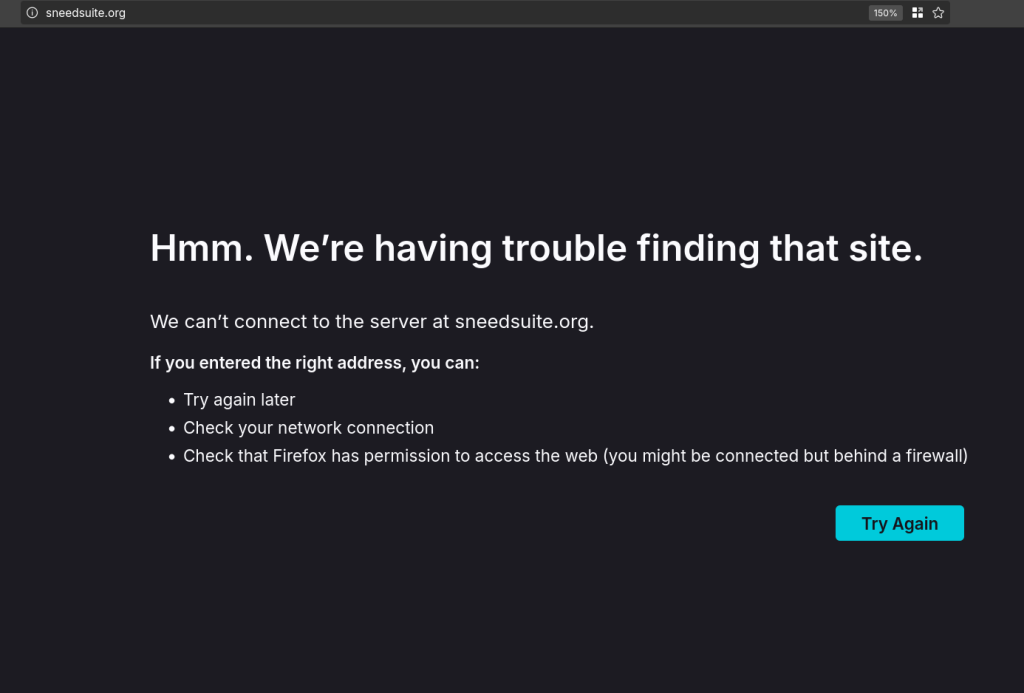 sneedsuite.org
150%
Hmm. We’re having trouble finding that site.
We can’t connect to the server at sneedsuite.org.
If you entered the right address, you can:
• Try again later
• Check your network connection
• Check that Firefox has permission to access the web (you might be connected but behind a firewall)
Try Again